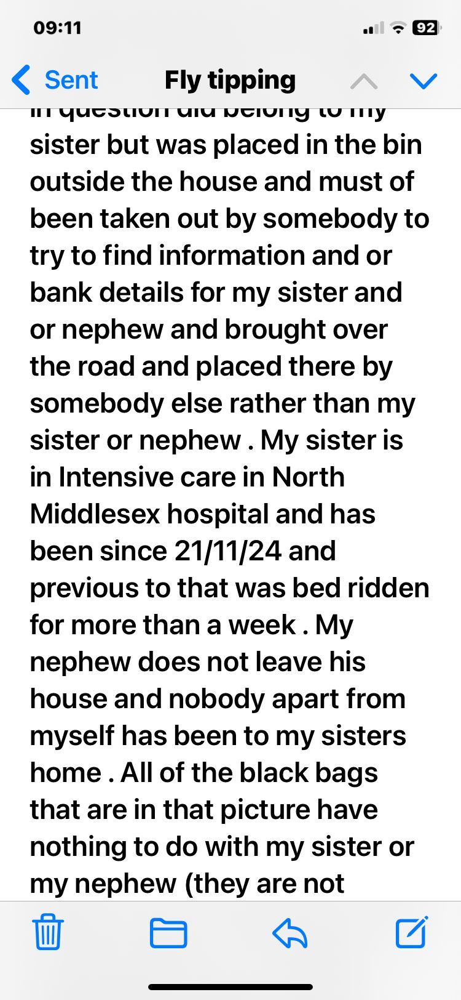 09:11
92
Sent
Fly tipping
in question did belong to my
sister but was placed in the bin
outside the house and must of
been taken out by somebody to
try to find information and or
bank details for my sister and
or nephew and brought over
the road and placed there by
somebody else rather than my
sister or nephew . My sister is
in Intensive care in North
Middlesex hospital and has
been since 21/11/24 and
previous to that was bed ridden
for more than a week . My
nephew does not leave his
house and nobody apart from
myself has been to my sisters
home . All of the black bags
that are in that picture have
nothing to do with my sister or
my nephew (they are not